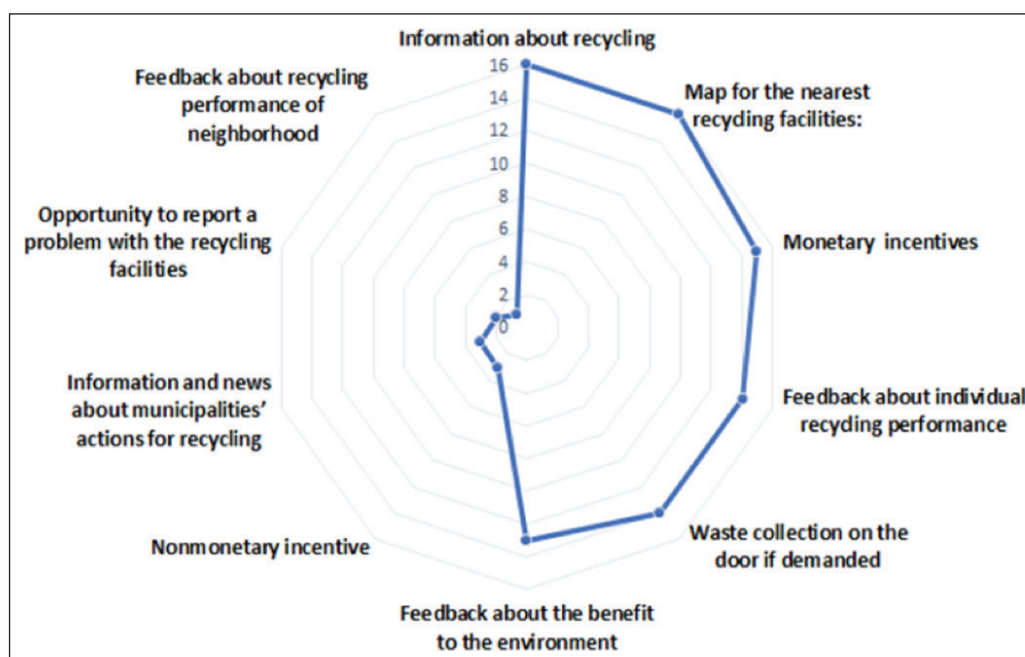 Information about recycling
16
14
12
10
8
6
4
2
0
Map for the nearest
recycling facilities:
Monetary incentives
Feedback about individual
recycling performance
Waste collection on the
door if demanded
Feedback about the benefit
to the environment
Nonmonetary incentive
Information and news
about municipalities’
actions for recycling
Opportunity to report a
problem with the recycling
facilities
Feedback about recycling
performance of
neighborhood